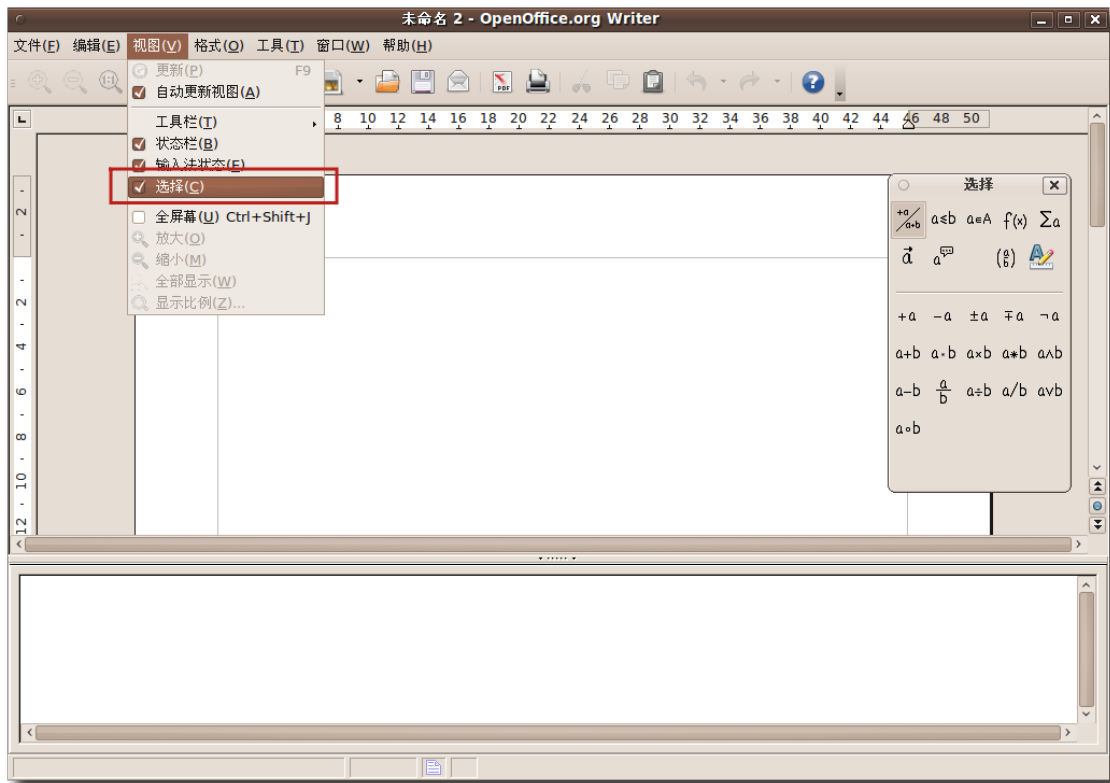 未命名 2 - OpenOffice.org Writer
文件(F) 编辑(E) 视图(V) 格式(O) 工具(T) 窗口(W) 帮助(H)
更新(P) F9
自动更新视图(A)
工具栏(T)
状态栏(B)
输入法状态(E)
选择(C)
全屏幕(U) Ctrl+Shift+J
放大(O)
缩小(M)
全部显示(W)
显示比例(Z)...
PDF
8 10 12 14 16 18 20 22 24 26 28 30 32 34 36 38 40 42 44 46 48 50
2
2
4
6
8
10
12
选择
+a/a+b a≤b a∈A f(x) Σa
a⃗ a (a b) A
+a -a ±a ∓a ¬a
a+b a·b a×b a∗b a∧b
a−b a/b a÷b a/b a∨b
a∘b